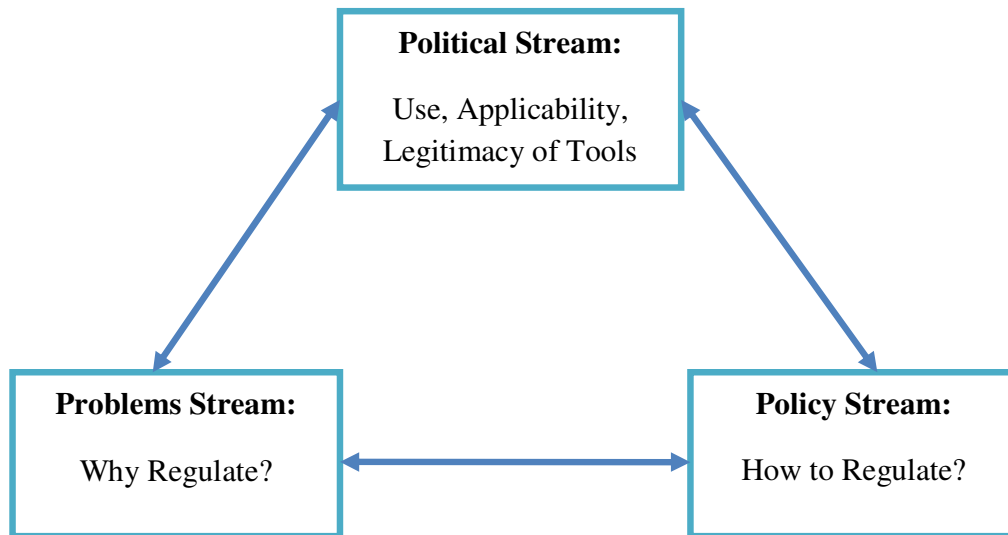 Political Stream:
Use, Applicability,
Legitimacy of Tools
Problems Stream:
Why Regulate?
Policy Stream:
How to Regulate?